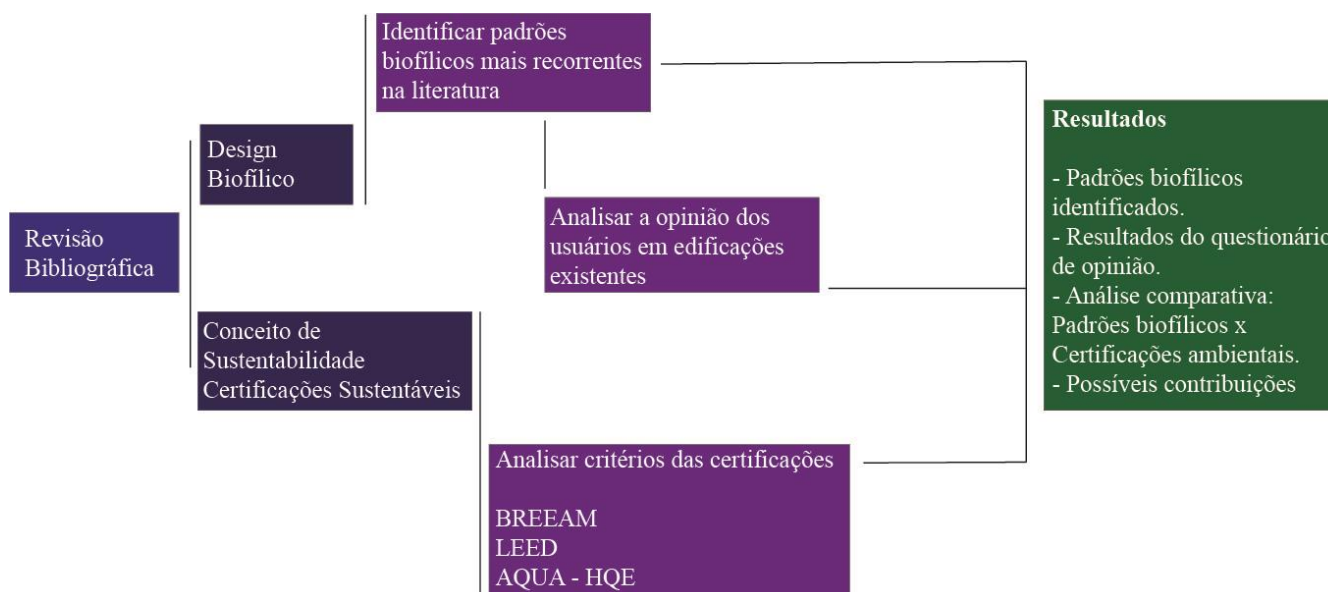 Revisão
Bibliográfica
Design
Biofílico
Identificar padrões
biofílicos mais recorrentes
na literatura
Analisar a opinião dos
usuários em edificações
existentes
Conceito de
Sustentabilidade
Certificações Sustentáveis
Analisar critérios das certificações
BREEAM
LEED
AQUA - HQE
Resultados
- Padrões biofílicos
identificados.
- Resultados do questionário
de opinião.
- Análise comparativa:
Padrões biofílicos x
Certificações ambientais.
- Possíveis contribuições